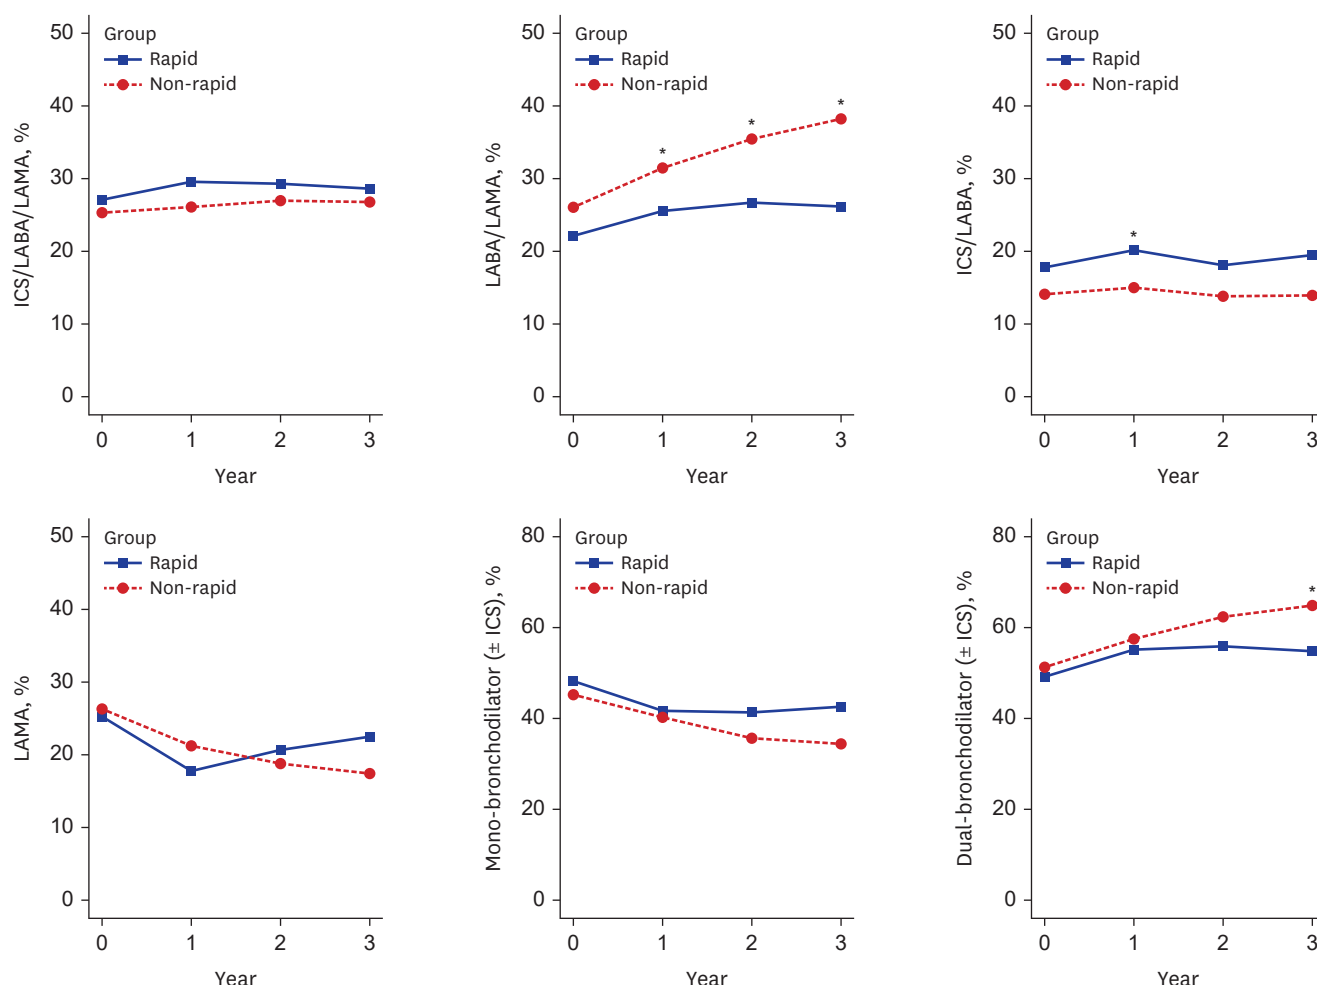 ICS/LABA/LAMA, %
50
40
30
20
10
0
Group
Rapid
Non-rapid
0 1 2 3
Year
LABA/LAMA, %
50
40
30
20
10
0
Group
Rapid
Non-rapid
*
*
*
0 1 2 3
Year
ICS/LABA, %
50
40
30
20
10
0
Group
Rapid
Non-rapid
*
0 1 2 3
Year
LAMA, %
50
40
30
20
10
0
Group
Rapid
Non-rapid
0 1 2 3
Year
Mono-bronchodilator (± ICS), %
80
60
40
20
0
Group
Rapid
Non-rapid
0 1 2 3
Year
Dual-bronchodilator (± ICS), %
80
60
40
20
0
Group
Rapid
Non-rapid
*
0 1 2 3
Year